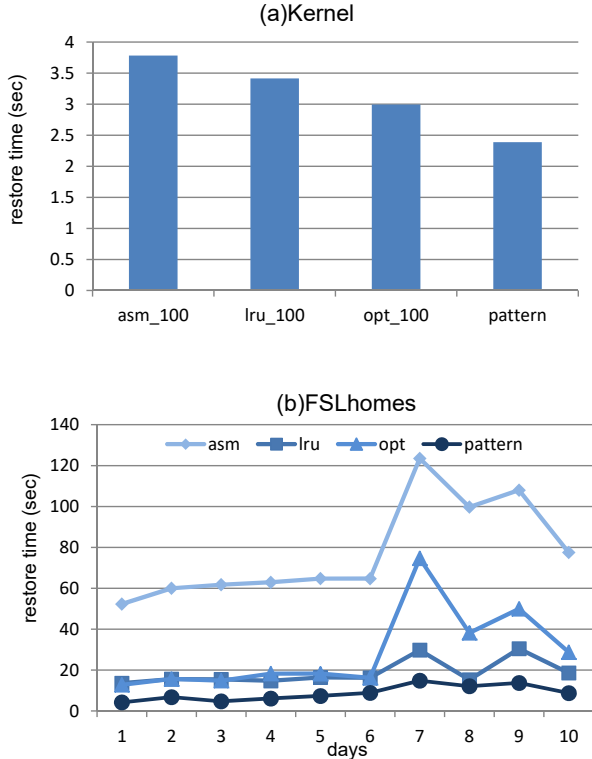 (a)Kernel
restore time (sec)
4
3.5
3
2.5
2
1.5
1
0.5
0
asm_100 lru_100 opt_100 pattern
(b)FSLhomes
restore time (sec)
140
120
100
80
60
40
20
0
asm lru opt pattern
1 2 3 4 5 6 7 8 9 10
days